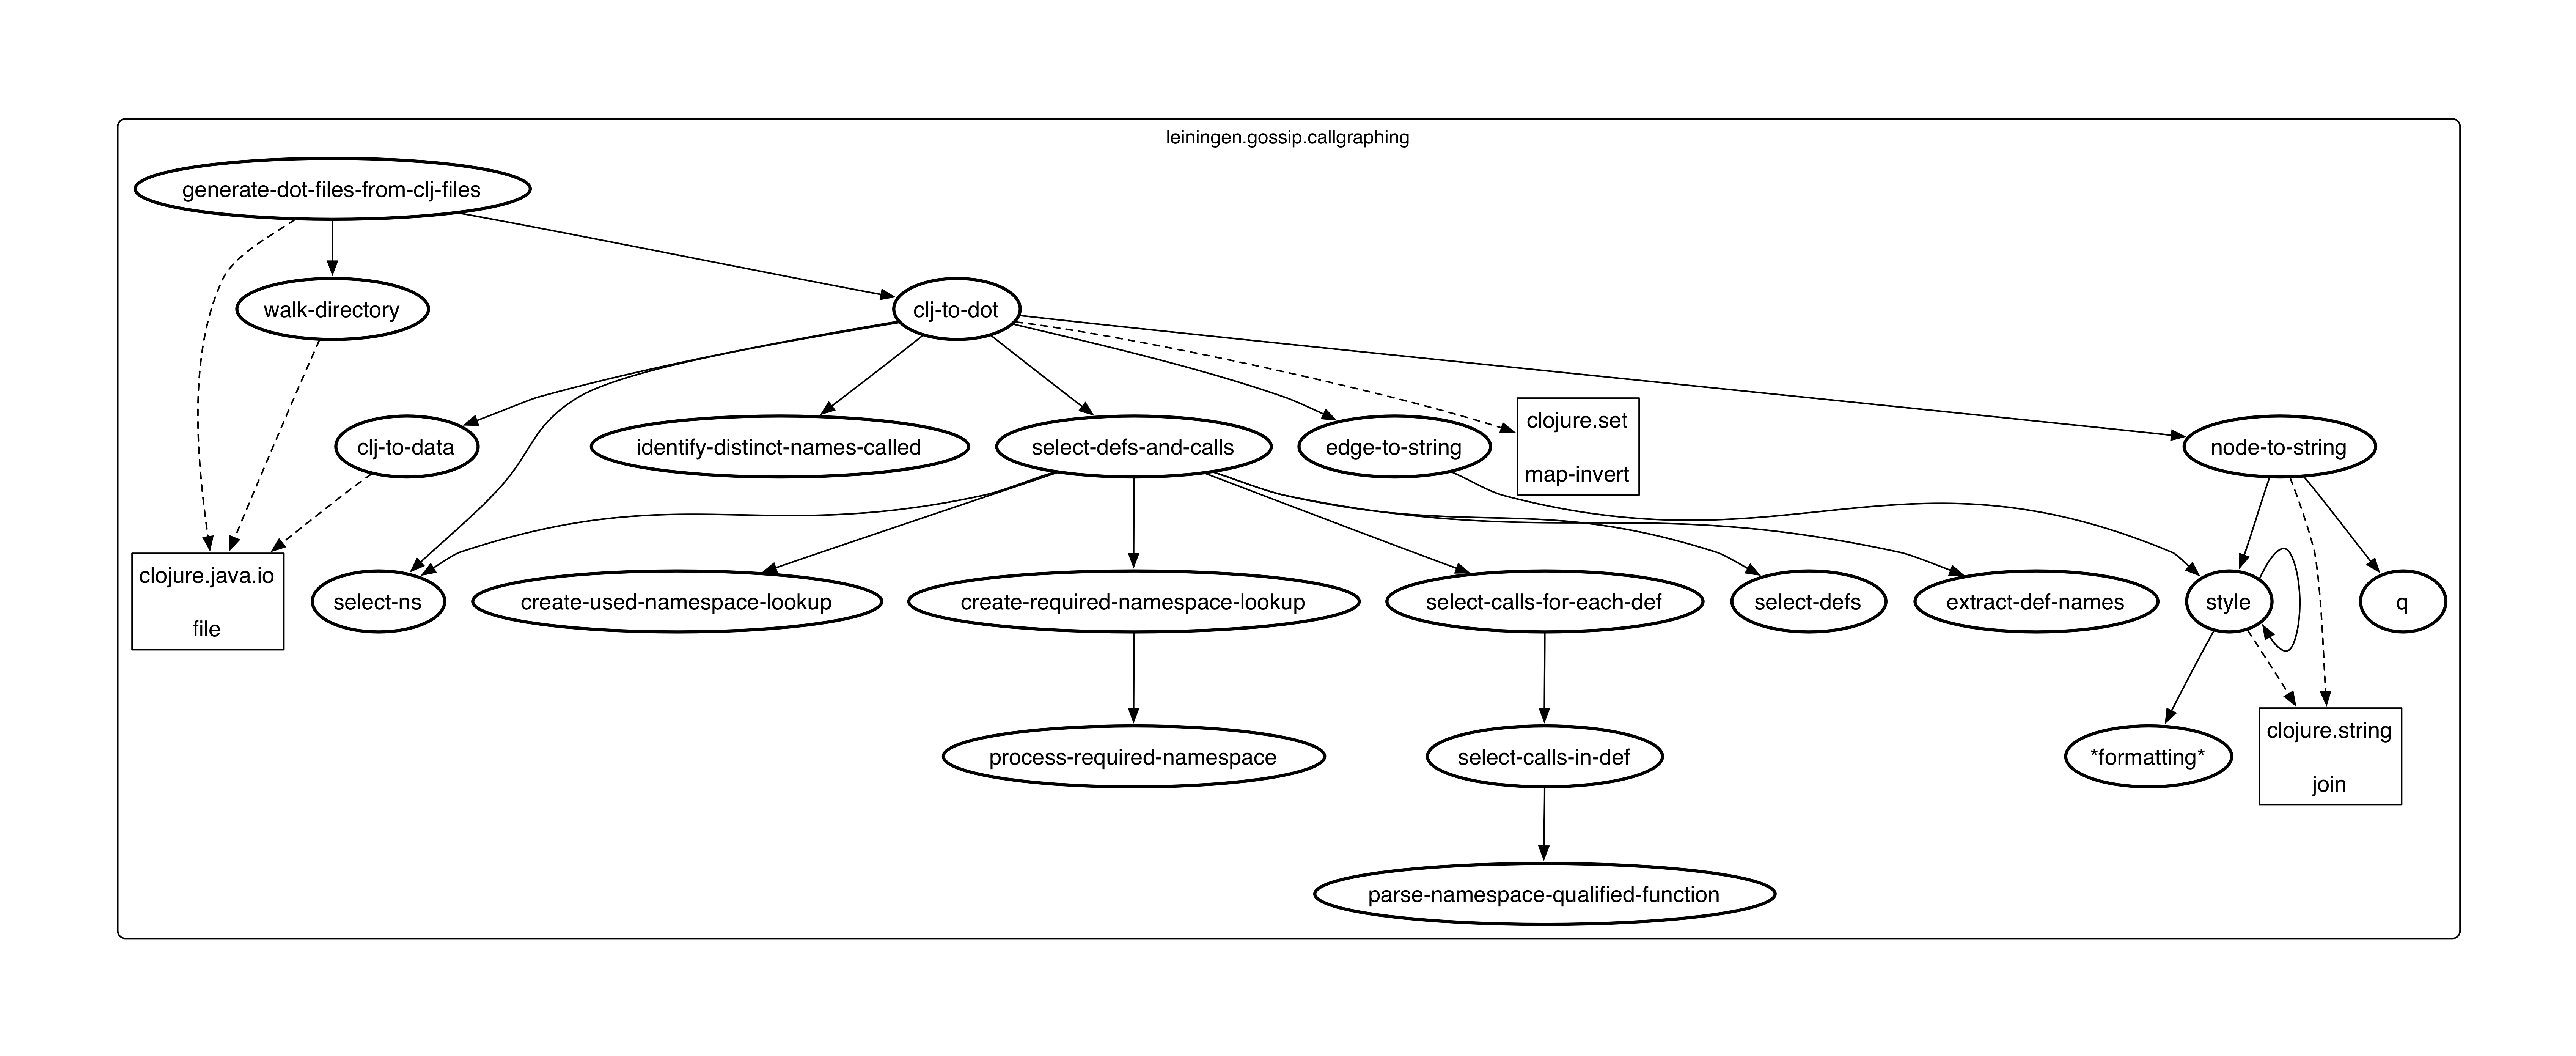 leiningen.gossip.callgraphing
generate-dot-files-from-clj-files
walk-directory
clj-to-dot
clj-to-data
identify-distinct-names-called
select-defs-and-calls
edge-to-string
clojure.set
map-invert
node-to-string
clojure.java.io
file
select-ns
create-used-namespace-lookup
create-required-namespace-lookup
select-calls-for-each-def
select-defs
extract-def-names
style
q
process-required-namespace
select-calls-in-def
*formatting*
clojure.string
join
parse-namespace-qualified-function